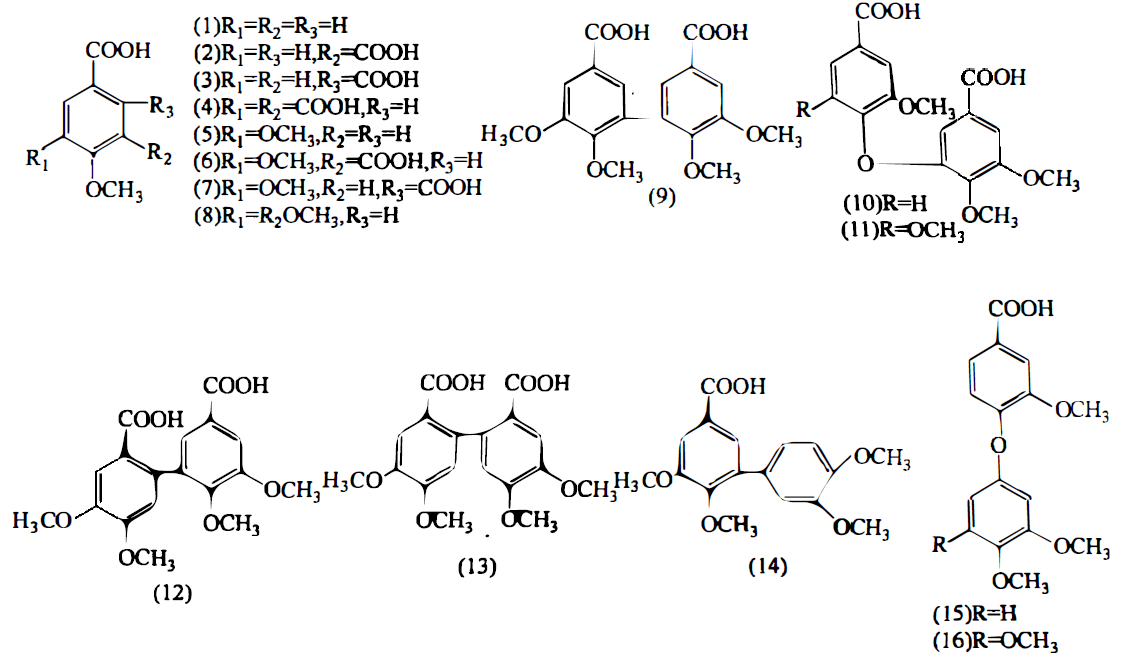 COOH
R₃
R₂
R₁
OCH₃
(1)R₁=R₂=R₃=H
(2)R₁=R₃=H,R₂=COOH
(3)R₁=R₂=H,R₃=COOH
(4)R₁=R₂=COOH,R₃=H
(5)R₁=OCH₃,R₂=R₃=H
(6)R₁=OCH₃,R₂=COOH,R₃=H
(7)R₁=OCH₃,R₂=H,R₃=COOH
(8)R₁=R₂OCH₃,R₃=H
COOH COOH
H₃CO OCH₃
OCH₃ OCH₃
(9)
COOH
COOH
R OCH₃
O
OCH₃
OCH₃
(10)R=H
(11)R=OCH₃
COOH
COOH
H₃CO OCH₃
OCH₃
OCH₃
(12)
COOH COOH
H₃CO OCH₃
OCH₃ OCH₃
(13)
COOH
H₃CO OCH₃
OCH₃ OCH₃
(14)
COOH
OCH₃
O
R OCH₃
OCH₃
(15)R=H
(16)R=OCH₃